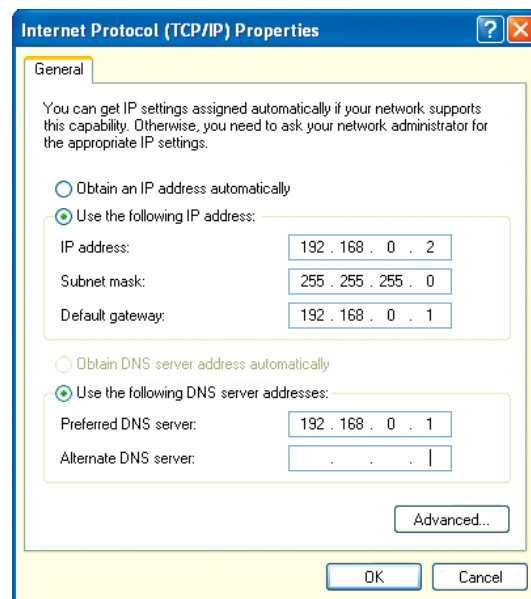 Internet Protocol (TCP/IP) Properties
General
You can get IP settings assigned automatically if your network supports
this capability. Otherwise, you need to ask your network administrator for
the appropriate IP settings.
Obtain an IP address automatically
Use the following IP address:
IP address: 192 . 168 . 0 . 2
Subnet mask: 255 . 255 . 255 . 0
Default gateway: 192 . 168 . 0 . 1
Obtain DNS server address automatically
Use the following DNS server addresses:
Preferred DNS server: 192 . 168 . 0 . 1
Alternate DNS server: . . .
Advanced...
OK Cancel